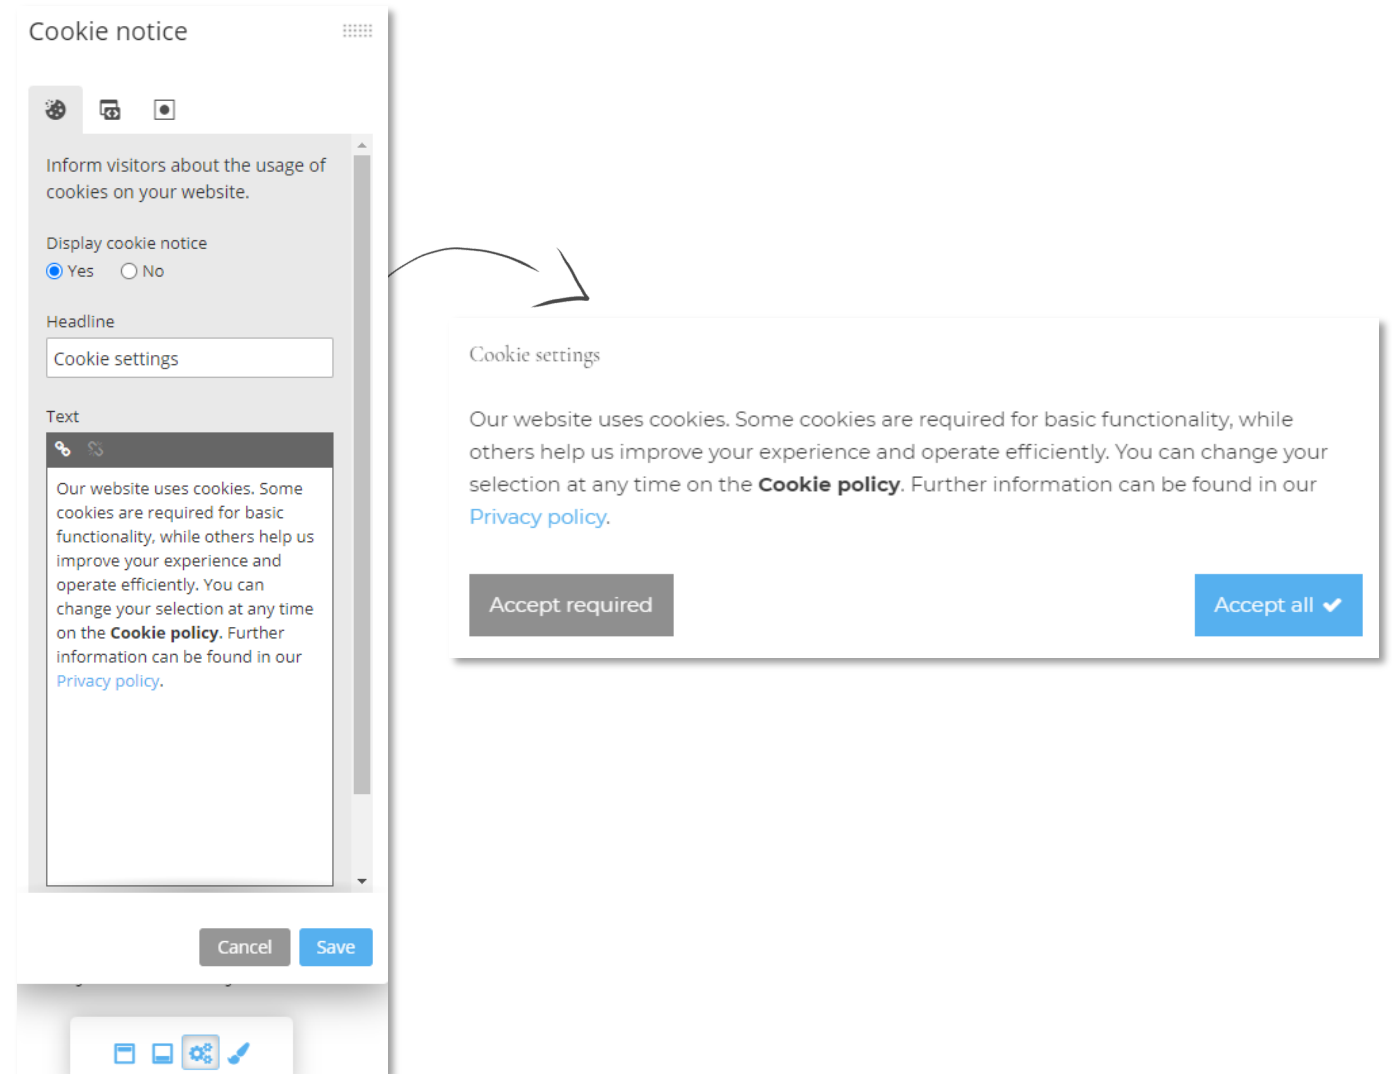 Cookie notice
Inform visitors about the usage of
cookies on your website.
Display cookie notice
Yes No
Headline
Cookie settings
Text
Our website uses cookies. Some
cookies are required for basic
functionality, while others help us
improve your experience and
operate efficiently. You can
change your selection at any time
on the Cookie policy. Further
information can be found in our
Privacy policy.
Cancel Save
Cookie settings
Our website uses cookies. Some cookies are required for basic functionality, while
others help us improve your experience and operate efficiently. You can change your
selection at any time on the Cookie policy. Further information can be found in our
Privacy policy.
Accept required
Accept all